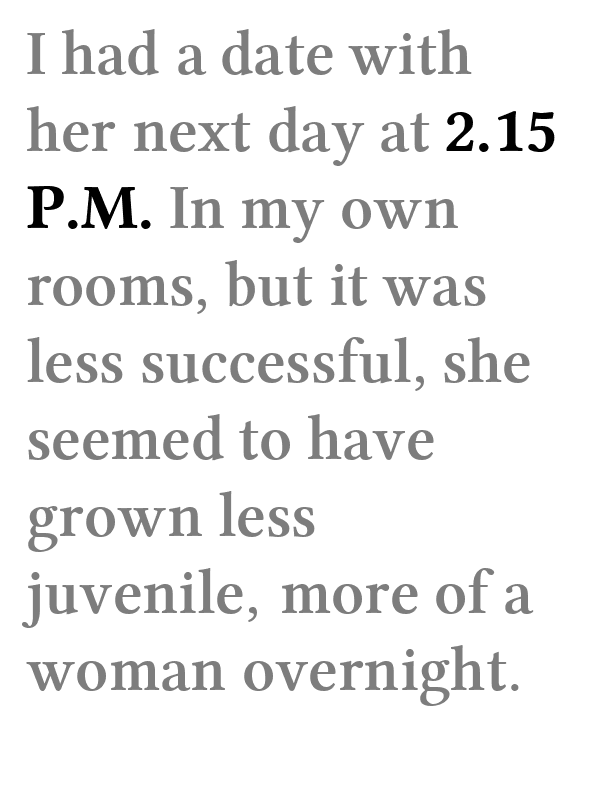 I had a date with
her next day at 2.15
P.M. In my own
rooms, but it was
less successful, she
seemed to have
grown less
juvenile, more of a
woman overnight.